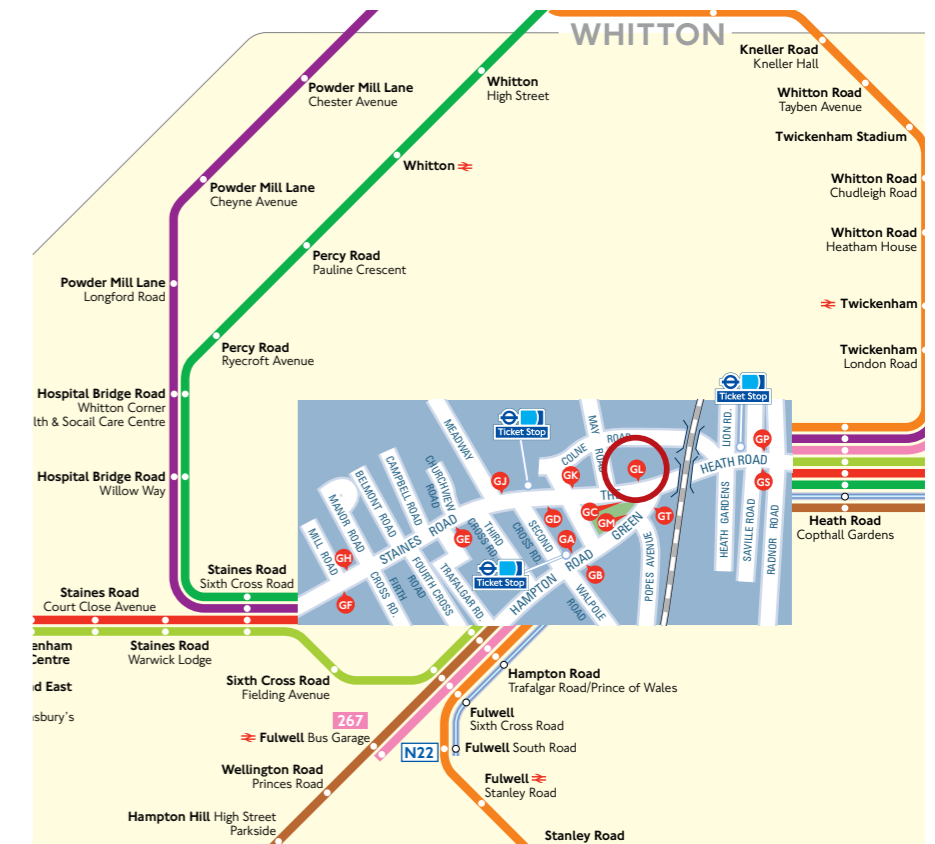 WHITTON
Kneller Road
Kneller Hall
Whitton
High Street
Powder Mill Lane
Chester Avenue
Whitton Road
Tayben Avenue
Twickenham Stadium
Whitton
Whitton Road
Chudleigh Road
Powder Mill Lane
Cheyne Avenue
Whitton Road
Heatham House
Percy Road
Pauline Crescent
Powder Mill Lane
Longford Road
Twickenham
Percy Road
Ryecroft Avenue
Twickenham
London Road
Hospital Bridge Road
Whitton Corner
lth & Socail Care Centre
Hospital Bridge Road
Willow Way
Ticket Stop
Ticket Stop
Ticket Stop
MEADWAY
MAY
ROAD
COLNE
ROAD
LION RD.
GP
GL
GK
GJ
GS
HEATH ROAD
THE
GREEN
GC
GM
GT
GD
GA
GE
GB
GH
GF
CHURCHVIEW
ROAD
CAMPBELL ROAD
BELMONT ROAD
MANOR ROAD
MILL ROAD
STAINES ROAD
THIRD
CROSS RD.
SECOND
CROSS RD.
HAMPTON ROAD
TRAFALGAR RD.
FOURTH CROSS
ROAD
FIRTH
CROSS RD.
WALPOLE
ROAD
POPES AVENUE
HEATH GARDENS
SAVILLE ROAD
RADNOR ROAD
Heath Road
Copthall Gardens
Staines Road
Sixth Cross Road
Staines Road
Court Close Avenue
Staines Road
Warwick Lodge
enham
Centre
nd East
nsbury's
Sixth Cross Road
Fielding Avenue
Hampton Road
Trafalgar Road/Prince of Wales
267
Fulwell
Sixth Cross Road
Fulwell Bus Garage
N22
Fulwell South Road
Wellington Road
Princes Road
Fulwell
Stanley Road
Hampton Hill High Street
Parkside
Stanley Road